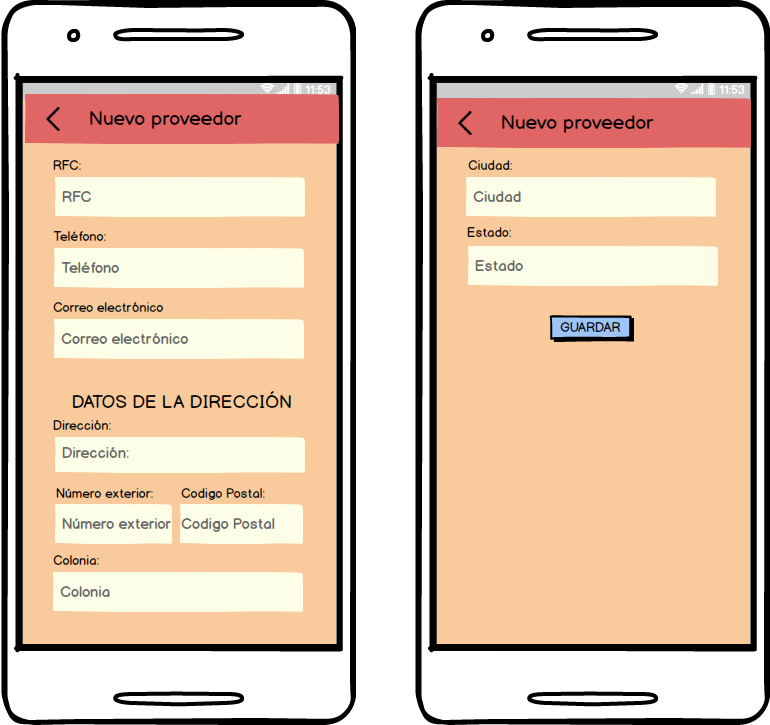 11:53
Nuevo proveedor
RFC:
RFC
Teléfono:
Teléfono
Correo electrónico
Correo electrónico
DATOS DE LA DIRECCIÓN
Dirección:
Dirección:
Número exterior: Codigo Postal:
Número exterior Codigo Postal
Colonia:
Colonia
11:53
Nuevo proveedor
Ciudad:
Ciudad
Estado:
Estado
GUARDAR